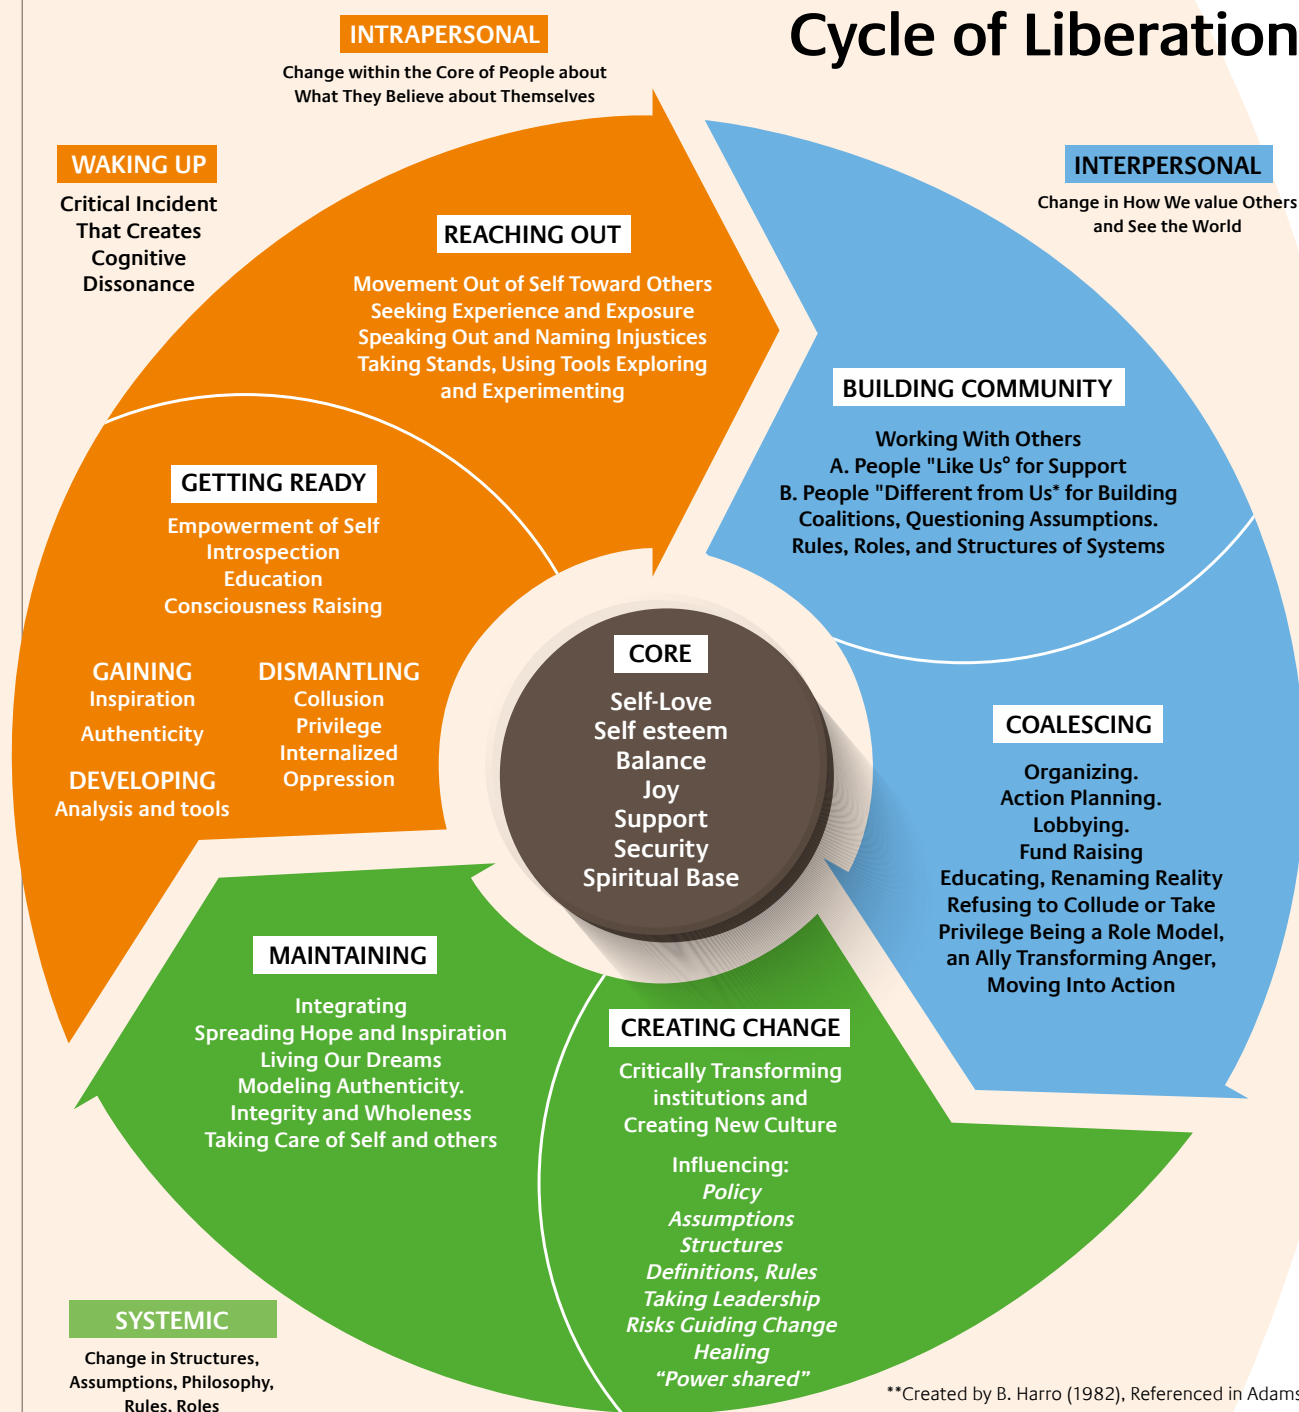 Cycle of Liberation
INTRAPERSONAL
Change within the Core of People about
What They Believe about Themselves
WAKING UP
Critical Incident
That Creates
Cognitive
Dissonance
INTERPERSONAL
Change in How We value Others
and See the World
REACHING OUT
Movement Out of Self Toward Others
Seeking Experience and Exposure
Speaking Out and Naming Injustices
Taking Stands, Using Tools Exploring
and Experimenting
BUILDING COMMUNITY
Working With Others
A. People "Like Us° for Support
B. People "Different from Us* for Building
Coalitions, Questioning Assumptions.
Rules, Roles, and Structures of Systems
GETTING READY
Empowerment of Self
Introspection
Education
Consciousness Raising
GAINING
Inspiration
Authenticity
DISMANTLING
Collusion
Privilege
Internalized
Oppression
DEVELOPING
Analysis and tools
CORE
Self-Love
Self esteem
Balance
Joy
Support
Security
Spiritual Base
COALESCING
Organizing.
Action Planning.
Lobbying.
Fund Raising
Educating, Renaming Reality
Refusing to Collude or Take
Privilege Being a Role Model,
an Ally Transforming Anger,
Moving Into Action
MAINTAINING
Integrating
Spreading Hope and Inspiration
Living Our Dreams
Modeling Authenticity.
Integrity and Wholeness
Taking Care of Self and others
CREATING CHANGE
Critically Transforming
institutions and
Creating New Culture
Influencing:
Policy
Assumptions
Structures
Definitions, Rules
Taking Leadership
Risks Guiding Change
Healing
“Power shared”
SYSTEMIC
Change in Structures,
Assumptions, Philosophy,
Rules, Roles
**Created by B. Harro (1982), Referenced in Adams